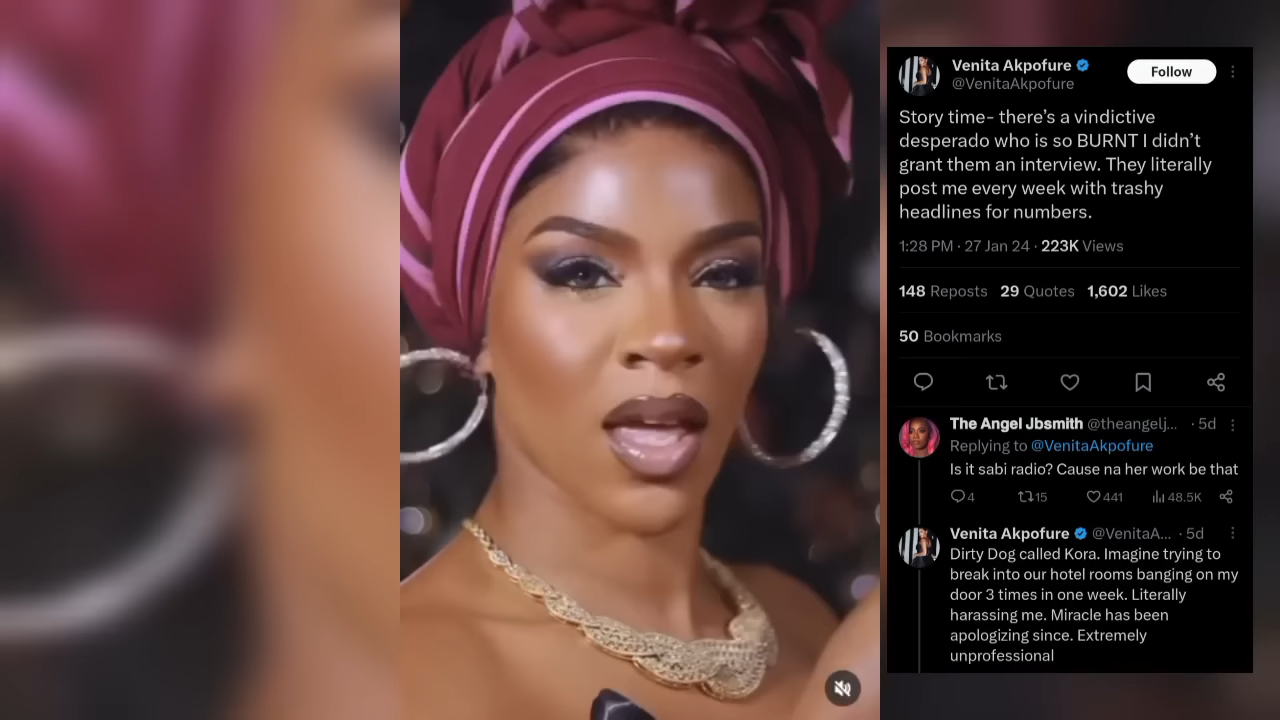 Venita Akpofure
@VenitaAkpofure
Follow
Story time- there’s a vindictive
desperado who is so BURNT I didn’t
grant them an interview. They literally
post me every week with trashy
headlines for numbers.
1:28 PM · 27 Jan 24 · 223K Views
148 Reposts 29 Quotes 1,602 Likes
50 Bookmarks
The Angel Jbsmith @theangelj... · 5d
Replying to @VenitaAkpofure
Is it sabi radio? Cause na her work be that
4 15 441 48.5K
Venita Akpofure @VenitaA... · 5d
Dirty Dog called Kora. Imagine trying to
break into our hotel rooms banging on my
door 3 times in one week. Literally
harassing me. Miracle has been
apologizing since. Extremely
unprofessional